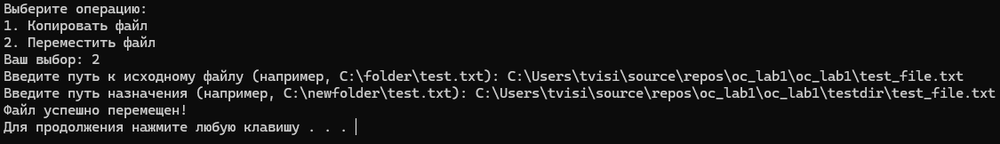 Выберите операцию:
1. Копировать файл
2. Переместить файл
Ваш выбор: 2
Введите путь к исходному файлу (например, C:\folder\test.txt): C:\Users\tvisi\source\repos\oc_lab1\oc_lab1\test_file.txt
Введите путь назначения (например, C:\newfolder\test.txt): C:\Users\tvisi\source\repos\oc_lab1\oc_lab1\testdir\test_file.txt
Файл успешно перемещен!
Для продолжения нажмите любую клавишу . . .